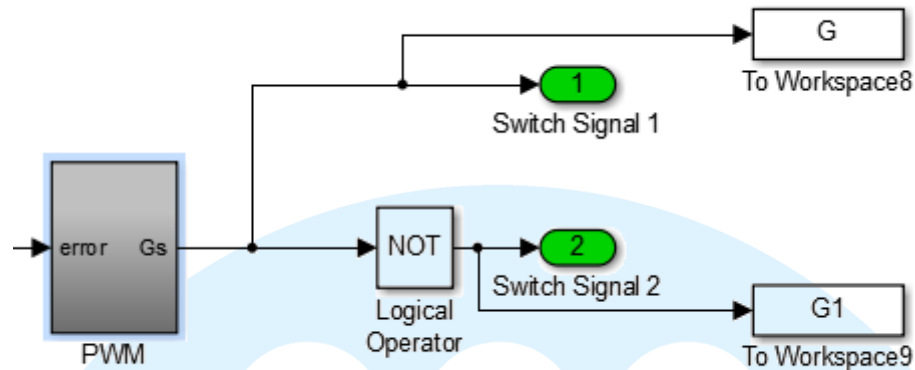 G
To Workspace8
1
Switch Signal 1
error
Gs
PWM
NOT
Logical
Operator
2
Switch Signal 2
G1
To Workspace9